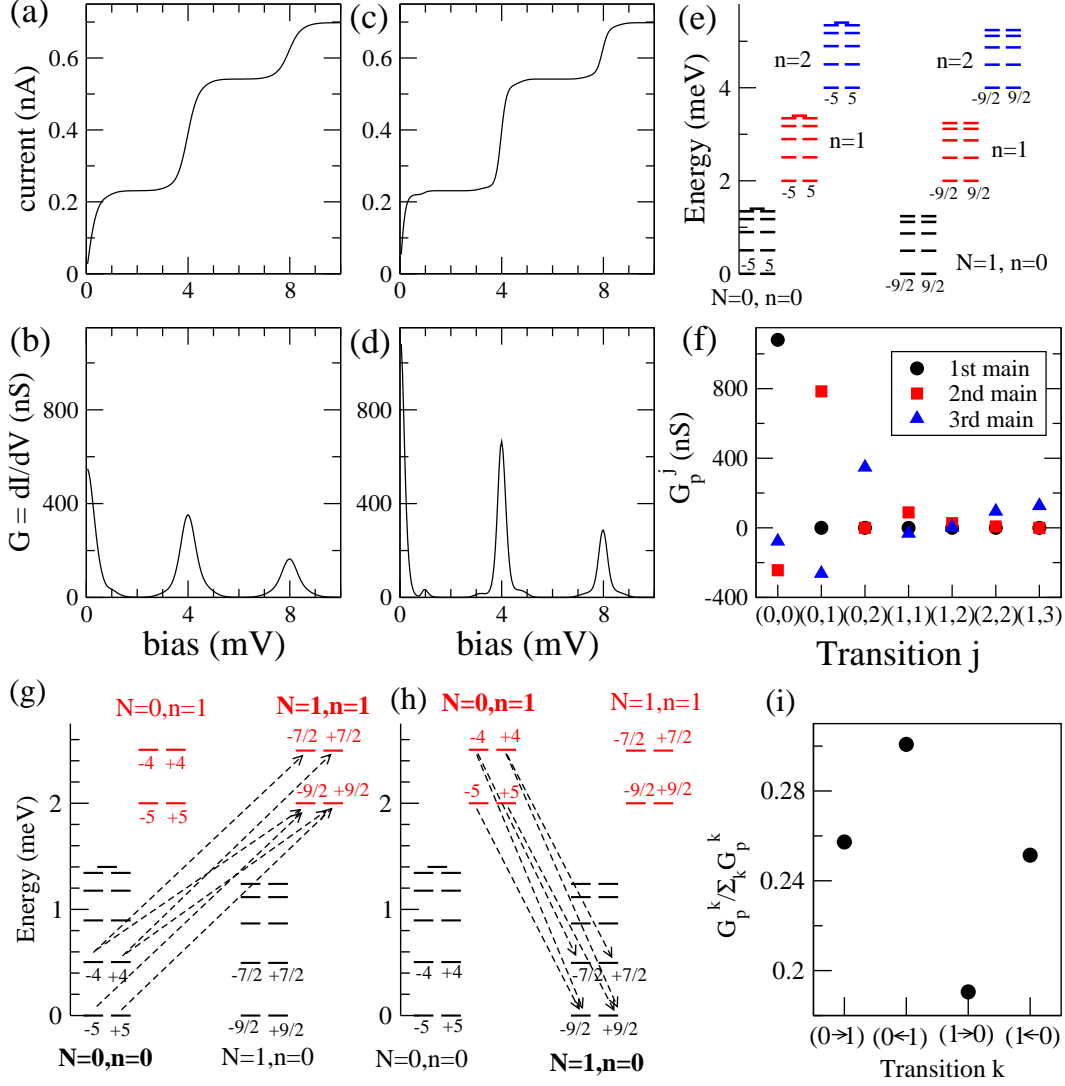 (a)
(c)
(e)
0.6
0.4
0.2
0
current (nA)
0 4 8
0 4 8
Energy (meV)
4
2
0
n=2
n=2
-5 5
-9/2 9/2
n=1
n=1
-5 5
-9/2 9/2
-5 5
-9/2 9/2
N=1, n=0
N=0, n=0
(b)
(d)
(f)
G = dI/dV (nS)
800
400
0
0 4 8
0 4 8
bias (mV)
bias (mV)
1st main
2nd main
3rd main
G_p^j (nS)
800
400
0
-400
(0,0)(0,1)(0,2)(1,1)(1,2)(2,2)(1,3)
Transition j
(g)
N=0,n=1
N=1,n=1
-7/2 +7/2
-4 +4
-9/2 +9/2
-5 +5
Energy (meV)
2
1
0
-4 +4
-7/2 +7/2
-5 +5
-9/2 +9/2
N=0,n=0
N=1,n=0
(h)
N=0,n=1
N=1,n=1
-4 +4
-7/2 +7/2
-5 +5
-9/2 +9/2
2
1
0
-4 +4
-7/2 +7/2
-5 +5
-9/2 +9/2
N=0,n=0
N=1,n=0
(i)
G_p^k/Σ_k G_p^k
0.28
0.24
0.2
(0→1) (0←1) (1→0) (1←0)
Transition k